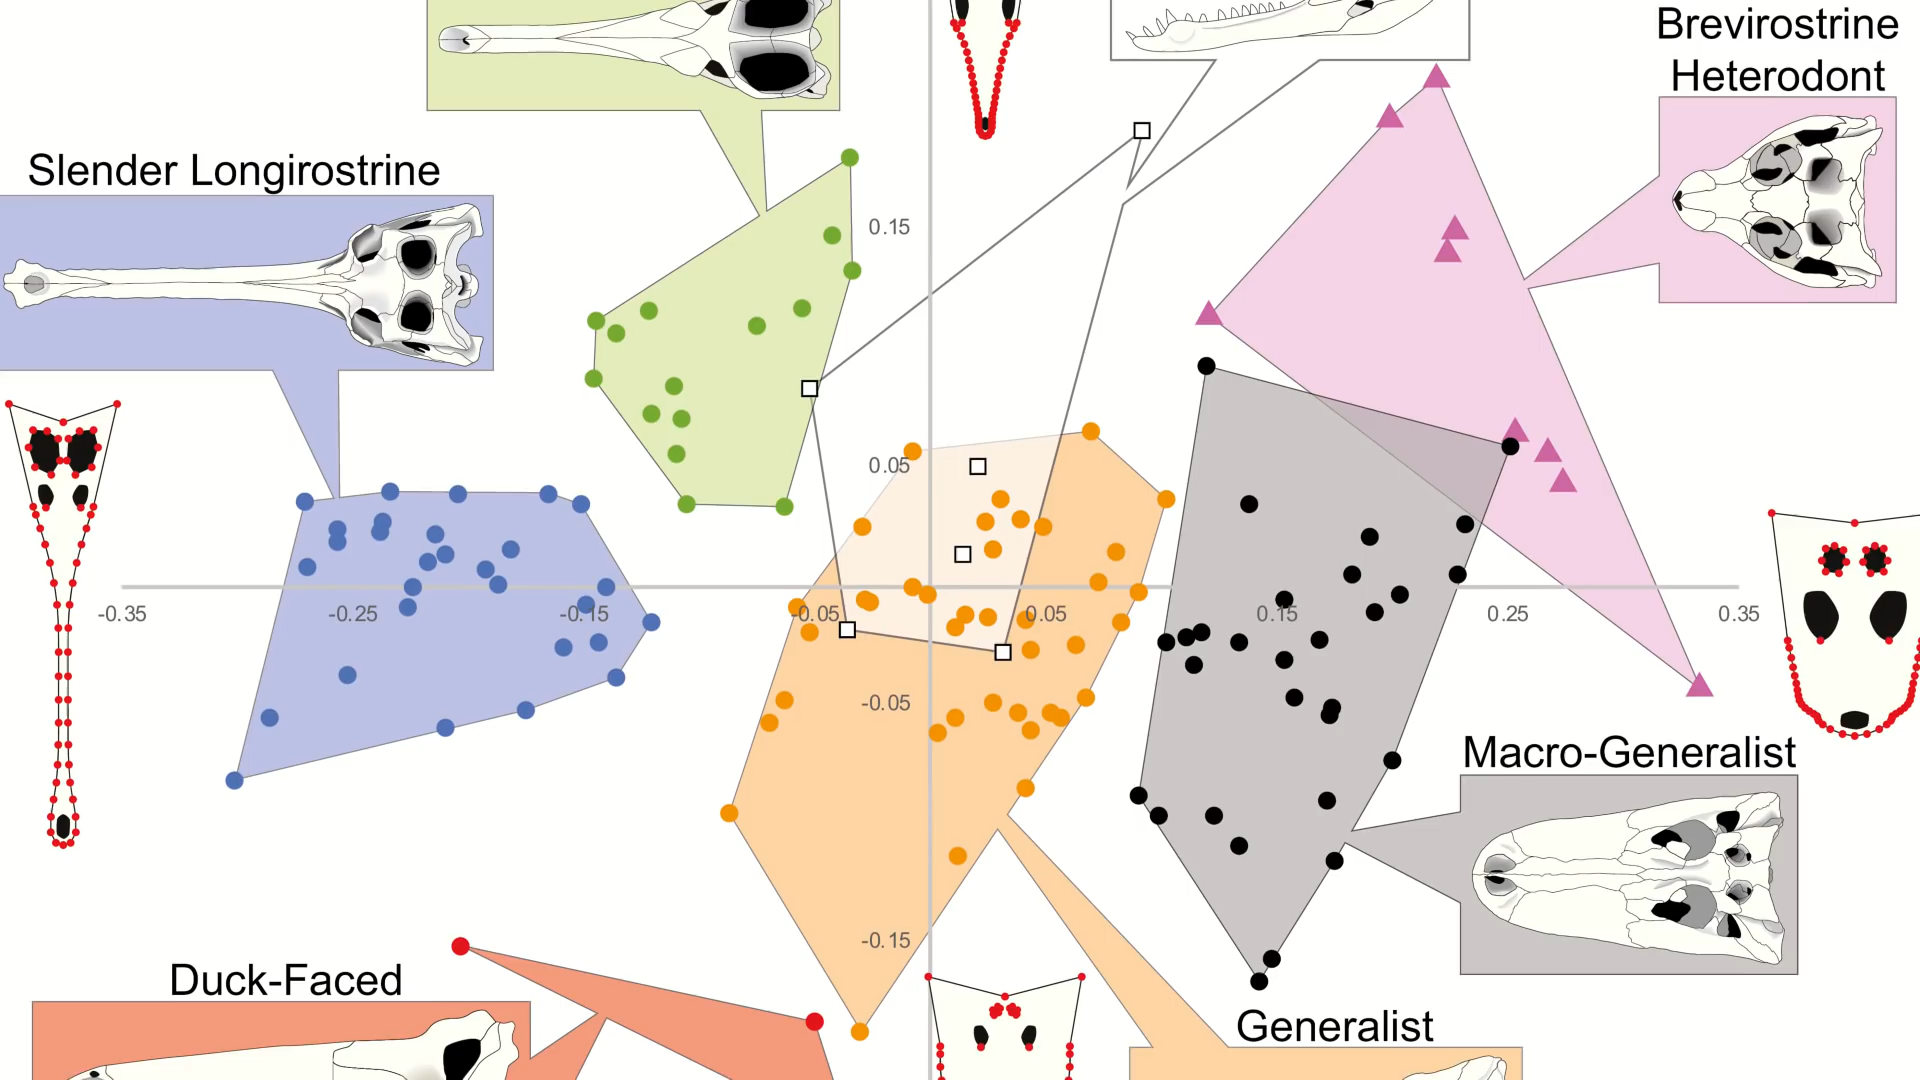 Brevirostrine
Heterodont
Slender Longirostrine
0.15
0.05
-0.35
-0.25
-0.15
-0.05
0.05
0.15
0.25
0.35
-0.05
Macro-Generalist
-0.15
Duck-Faced
Generalist